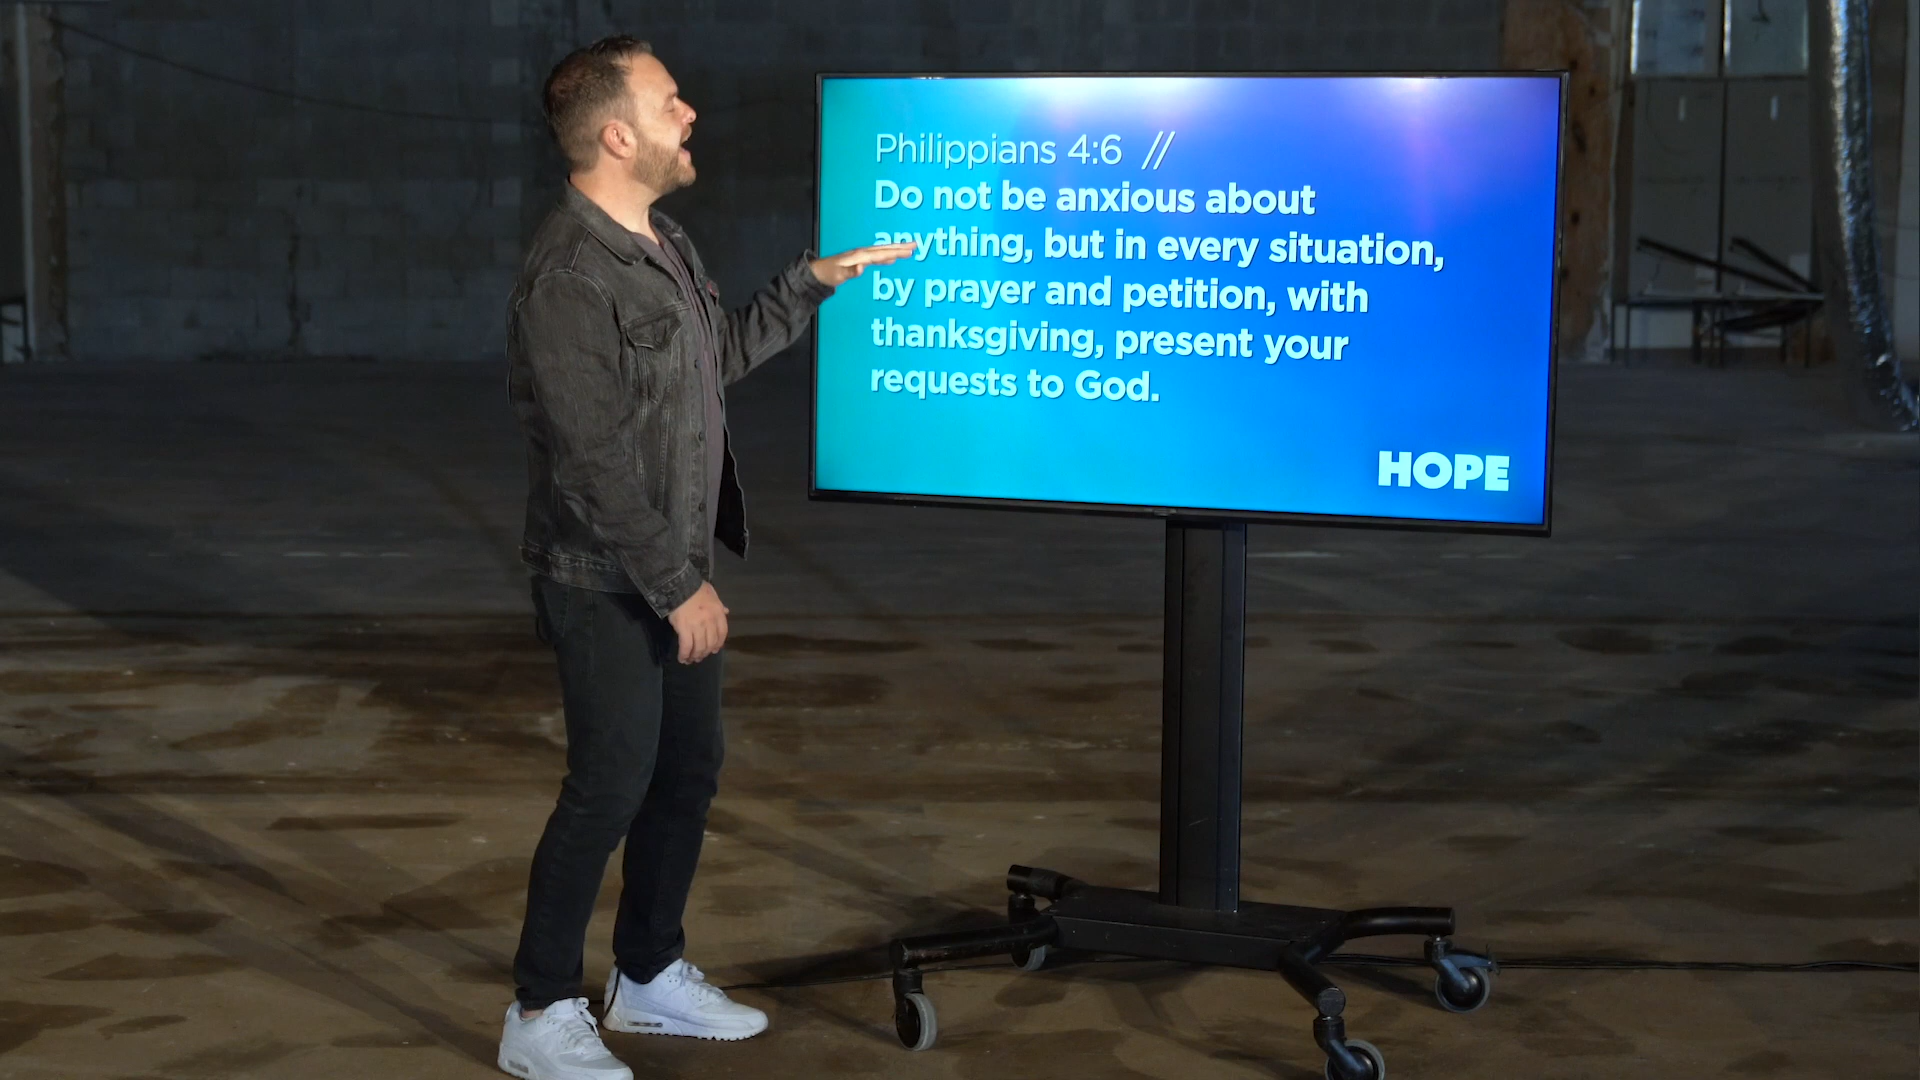 Philippians 4:6 //
Do not be anxious about
anything, but in every situation,
by prayer and petition, with
thanksgiving, present your
requests to God.
HOPE